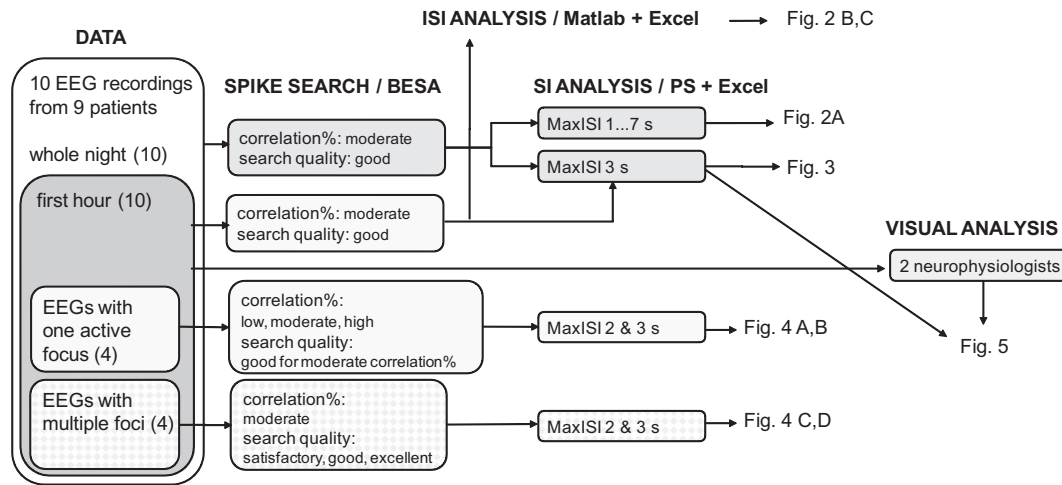 ISI ANALYSIS / Matlab + Excel
Fig. 2 B,C
DATA
10 EEG recordings
from 9 patients
whole night (10)
first hour (10)
EEGs with
one active
focus (4)
EEGs with
multiple foci (4)
SPIKE SEARCH / BESA
correlation%: moderate
search quality: good
correlation%: moderate
search quality: good
correlation%:
low, moderate, high
search quality:
good for moderate correlation%
correlation%:
moderate
search quality:
satisfactory, good, excellent
SI ANALYSIS / PS + Excel
MaxISI 1...7 s
MaxISI 3 s
MaxISI 2 & 3 s
MaxISI 2 & 3 s
Fig. 2A
Fig. 3
Fig. 4 A,B
Fig. 4 C,D
VISUAL ANALYSIS
2 neurophysiologists
Fig. 5